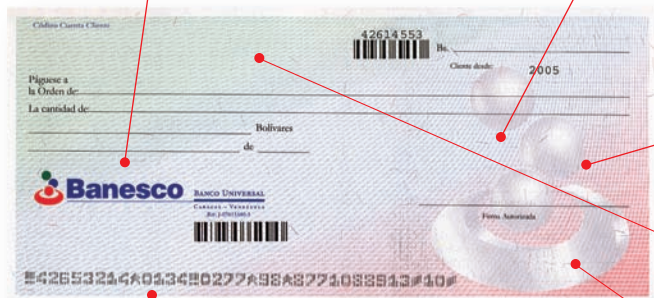 Código Cuenta Cliente
42614553
Bs.
Cliente desde: 2005
Páguese a
la Orden de
La cantidad de
Bolívares
de
Banesco BANCO UNIVERSAL
CARACAS - VENEZUELA
Firma Autorizada